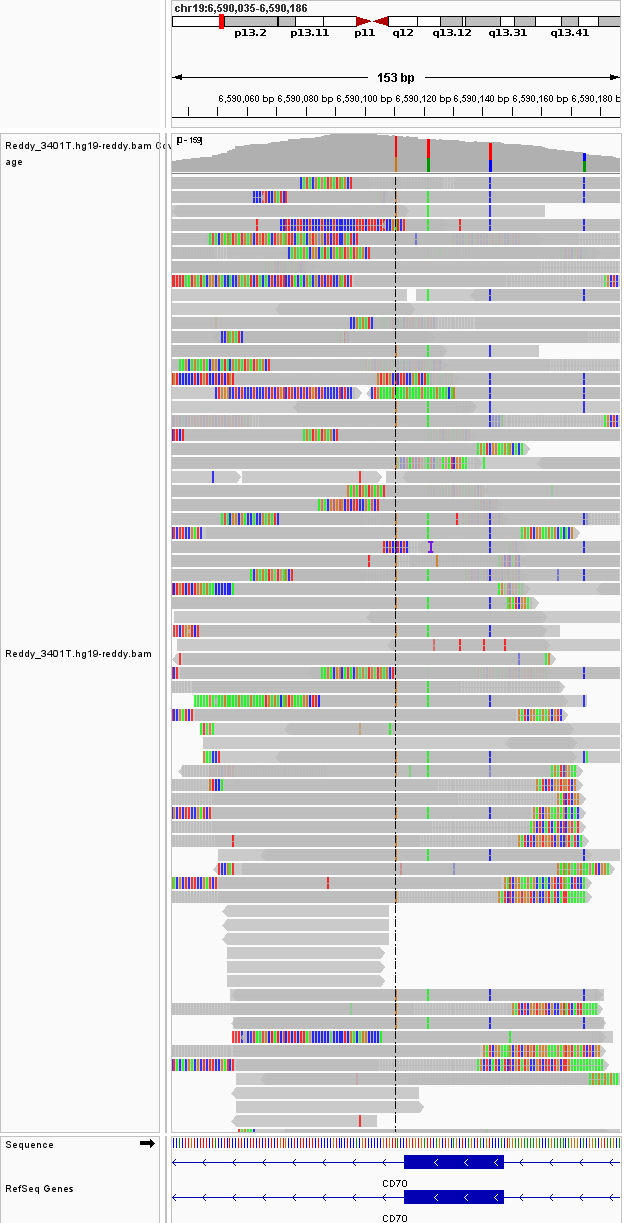 chr19:6,590,035-6,590,186
p13.2 p13.11 p11 q12 q13.12 q13.31 q13.41
153 bp
6,590,060 bp 6,590,080 bp 6,590,100 bp 6,590,120 bp 6,590,140 bp 6,590,160 bp 6,590,180 b
[0 - 159]
Reddy_3401T.hg19-reddy.bam Cov
age
Reddy_3401T.hg19-reddy.bam
Sequence
RefSeq Genes
CD70
CD70